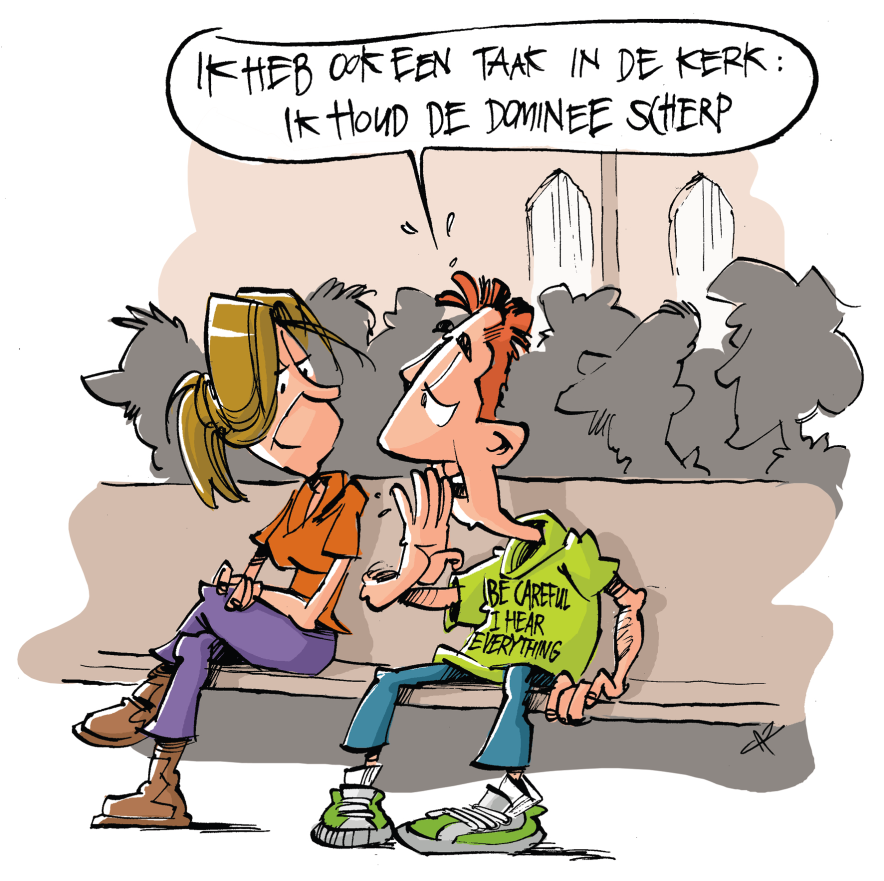 IK HEB OOK EEN TAAK IN DE KERK:
IK HOUD DE DOMINEE SCHERP
BE CAREFUL
I HEAR
EVERYTHING